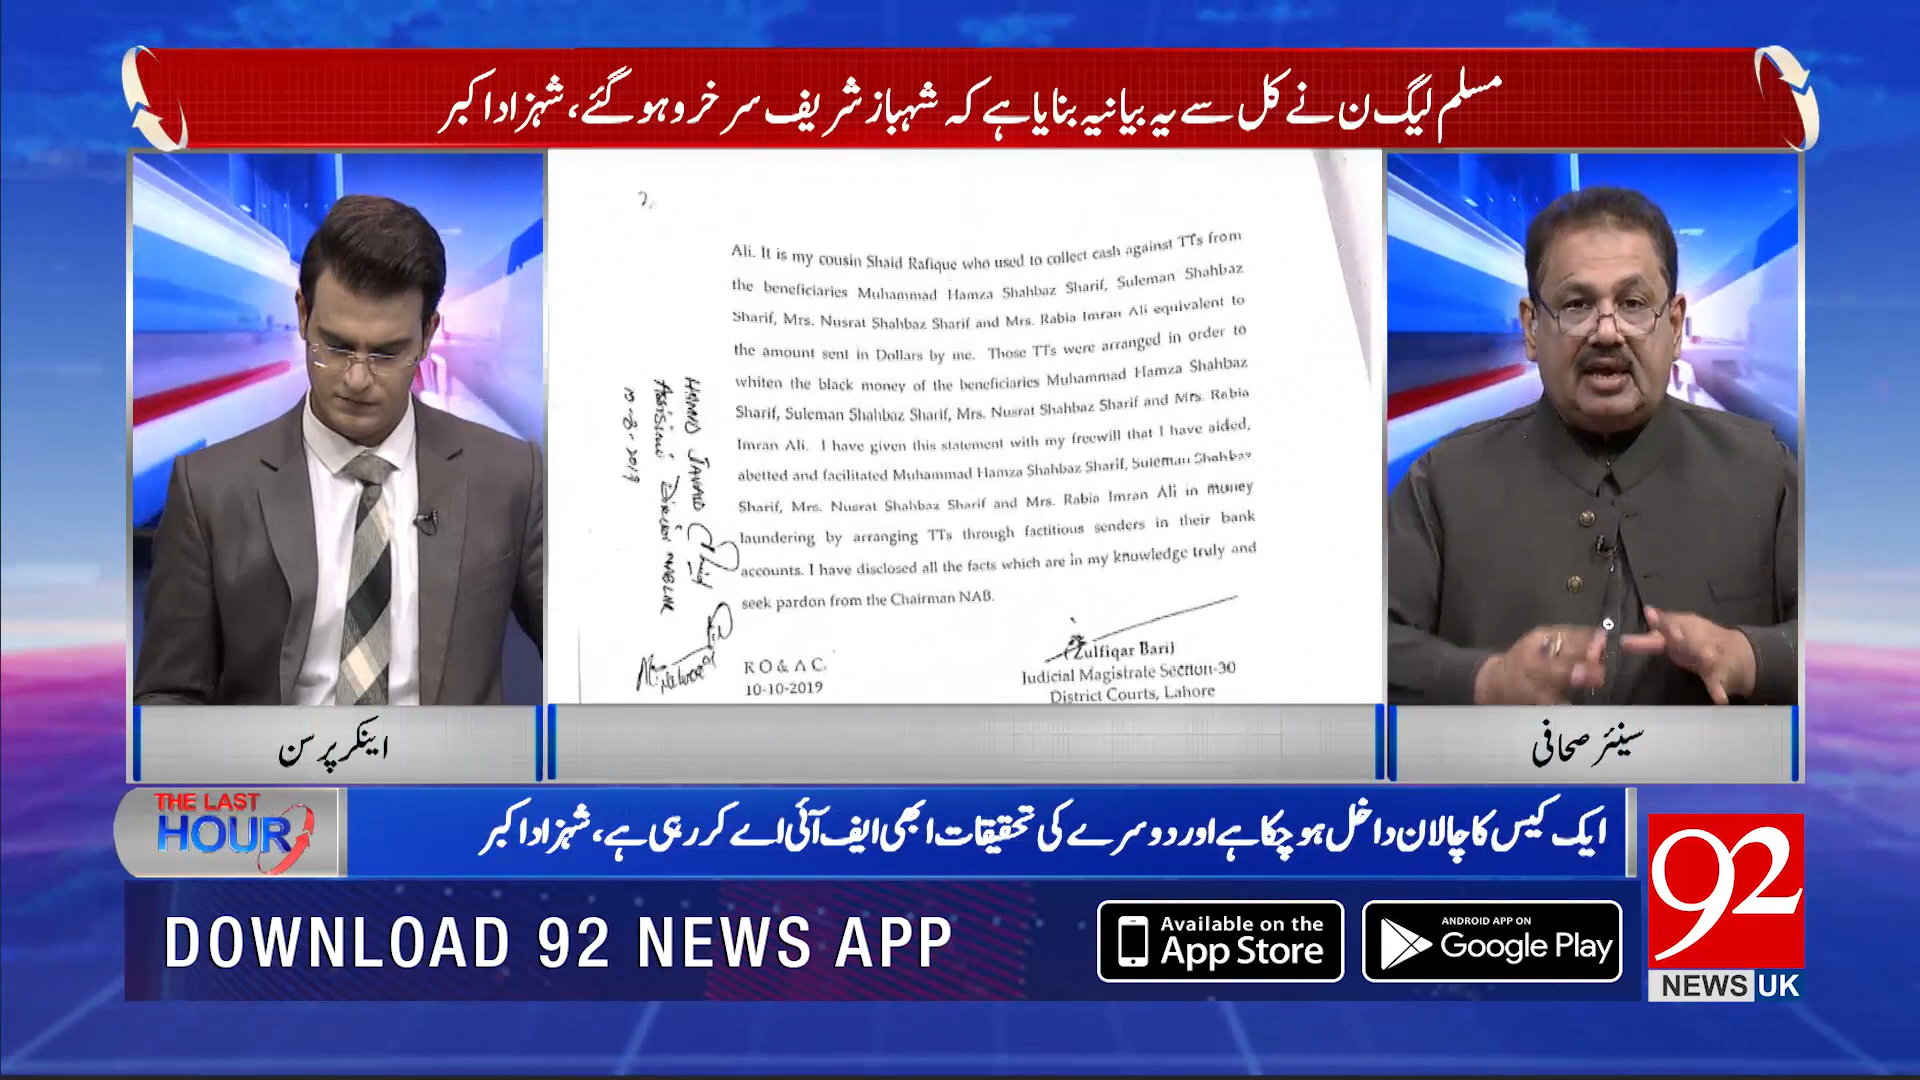 مسلم لیگ ن نے کل سے یہ بیانیہ بنایا ہے کہ شہباز شریف سرخرو ہو گئے، شہزاد اکبر
2,
Ali. It is my cousin Shaid Rafique who used to collect cash against TTs from
the beneficiaries Muhammad Hamza Shahbaz Sharif, Suleman Shahbaz
Sharif, Mrs. Nusrat Shahbaz Sharif and Mrs. Rabia Imran Ali equivalent to
the amount sent in Dollars by me. Those TTs were arranged in order to
whiten the black money of the beneficiaries Muhammad Hamza Shahbaz
Sharif, Suleman Shahbaz Sharif, Mrs. Nusrat Shahbaz Sharif and Mrs. Rabia
Imran Ali. I have given this statement with my freewill that I have aided,
abetted and facilitated Muhammad Hamza Shahbaz Sharif, Suleman Shahbaz
Sharif, Mrs. Nusrat Shahbaz Sharif and Mrs. Rabia Imran Ali in money
laundering by arranging TTs through factitious senders in their bank
accounts. I have disclosed all the facts which are in my knowledge truly and
seek pardon from the Chairman NAB.
HAMAD JAVAID
Assistant Director NAB LHR
R O & A C.
10-10-2019
(Zulfiqar Bari)
Judicial Magistrate Section-30
District Courts, Lahore
اینکر پرسن
سینئر صحافی
THE LAST
HOUR
ایک کیس کا چالان داخل ہو چکا ہے اور دوسرے کی تحقیقات ابھی ایف آئی اے کر رہی ہے، شہزاد اکبر
DOWNLOAD 92 NEWS APP
Available on the
App Store
ANDROID APP ON
Google Play
92
NEWS UK